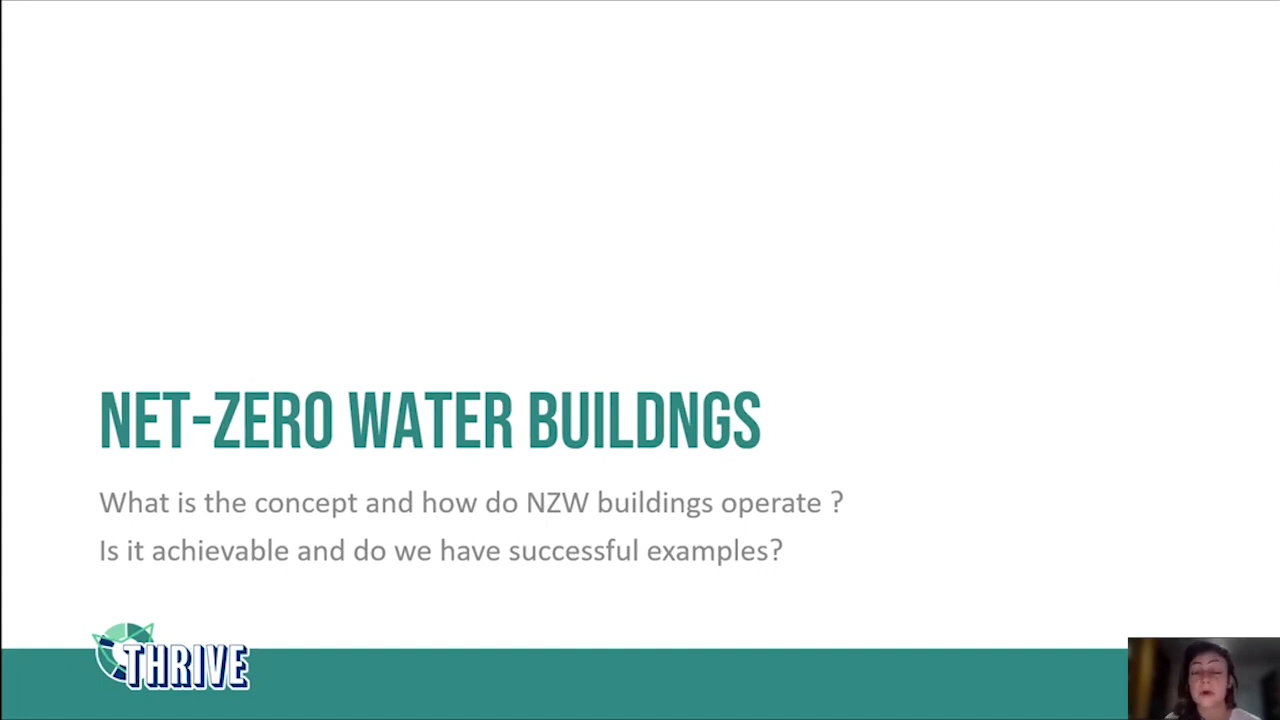 NET-ZERO WATER BUILDNGS
What is the concept and how do NZW buildings operate ?
Is it achievable and do we have successful examples?
THRIVE